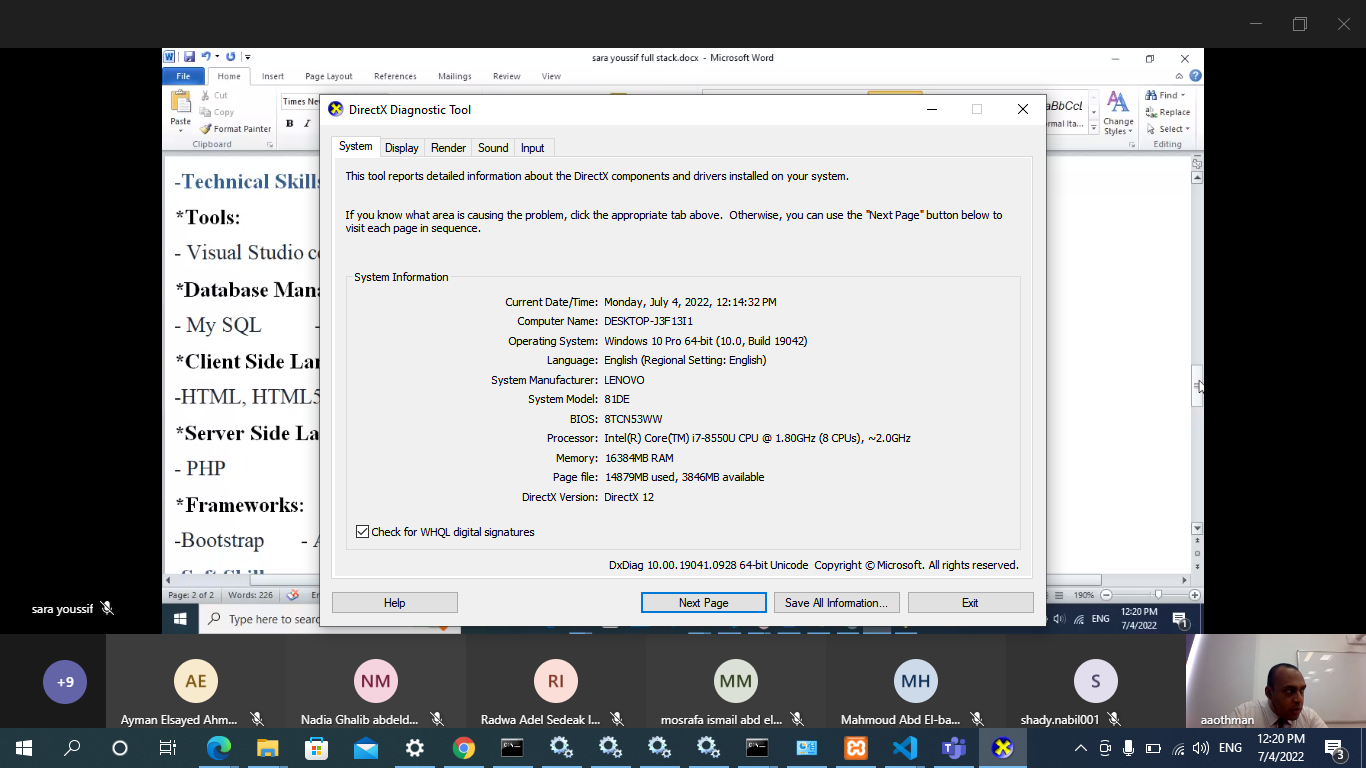 sara youssif full stack.docx - Microsoft Word
File Home Insert Page Layout References Mailings Review View
Paste
Cut
Copy
Format Painter
Clipboard
Times Ne
B I
Change
Styles
Find
Replace
Select
Editing
-Technical Skills
*Tools:
- Visual Studio co
*Database Mana
- My SQL -
*Client Side Lan
-HTML, HTML5
*Server Side La
- PHP
*Frameworks:
-Bootstrap - A
DirectX Diagnostic Tool
System Display Render Sound Input
This tool reports detailed information about the DirectX components and drivers installed on your system.
If you know what area is causing the problem, click the appropriate tab above. Otherwise, you can use the "Next Page" button below to
visit each page in sequence.
System Information
Current Date/Time: Monday, July 4, 2022, 12:14:32 PM
Computer Name: DESKTOP-J3F13I1
Operating System: Windows 10 Pro 64-bit (10.0, Build 19042)
Language: English (Regional Setting: English)
System Manufacturer: LENOVO
System Model: 81DE
BIOS: 8TCN53WW
Processor: Intel(R) Core(TM) i7-8550U CPU @ 1.80GHz (8 CPUs), ~2.0GHz
Memory: 16384MB RAM
Page file: 14879MB used, 3846MB available
DirectX Version: DirectX 12
Check for WHQL digital signatures
DxDiag 10.00.19041.0928 64-bit Unicode Copyright © Microsoft. All rights reserved.
Help Next Page Save All Information... Exit
Page: 2 of 2 Words: 226
190%
Type here to searc
ENG
12:20 PM
7/4/2022
1
sara youssif
+9
AE
Ayman Elsayed Ahm...
NM
Nadia Ghalib abdeld...
RI
Radwa Adel Sedeak I...
MM
mosrafa ismail abd el...
MH
Mahmoud Abd El-ba...
S
shady.nabil001
aaothman
ENG
12:20 PM
7/4/2022
3